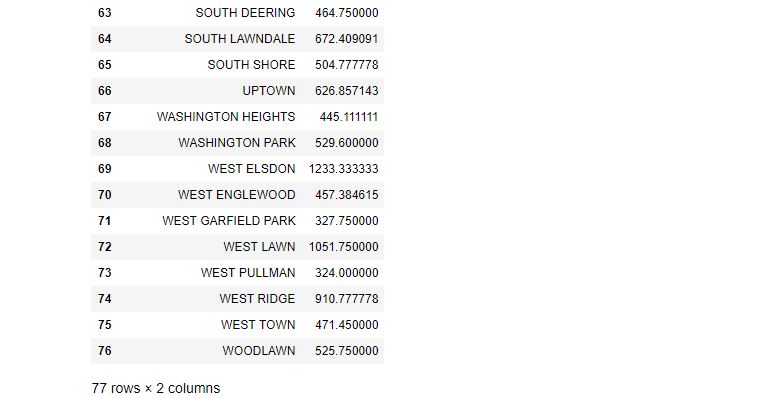 63 SOUTH DEERING 464.750000
64 SOUTH LAWNDALE 672.409091
65 SOUTH SHORE 504.777778
66 UPTOWN 626.857143
67 WASHINGTON HEIGHTS 445.111111
68 WASHINGTON PARK 529.600000
69 WEST ELSDON 1233.333333
70 WEST ENGLEWOOD 457.384615
71 WEST GARFIELD PARK 327.750000
72 WEST LAWN 1051.750000
73 WEST PULLMAN 324.000000
74 WEST RIDGE 910.777778
75 WEST TOWN 471.450000
76 WOODLAWN 525.750000
77 rows × 2 columns